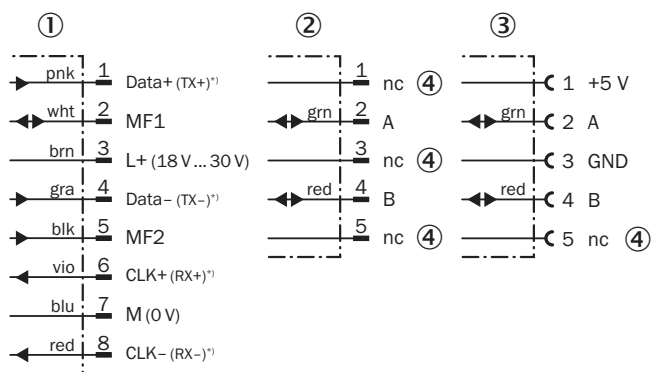 ① ② ③
pnk 1 Data+ (TX+)*)
wht 2 MF1
brn 3 L+ (18 V ... 30 V)
gra 4 Data– (TX–)*)
blk 5 MF2
vio 6 CLK+ (RX+)*)
blu 7 M (0 V)
red 8 CLK– (RX–)*)
1 nc ④
grn 2 A
3 nc ④
red 4 B
5 nc ④
1 +5 V
grn 2 A
3 GND
red 4 B
5 nc ④